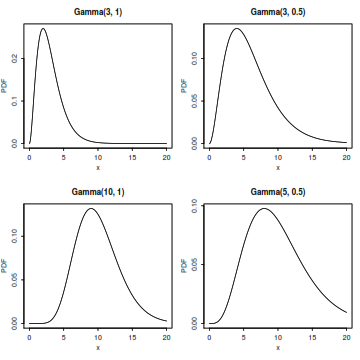 Gamma(3, 1)
PDF
0.0 0.1 0.2
0 5 10 15 20
x
Gamma(3, 0.5)
PDF
0.00 0.05 0.10
0 5 10 15 20
x
Gamma(10, 1)
PDF
0.00 0.05 0.10
0 5 10 15 20
x
Gamma(5, 0.5)
PDF
0.00 0.05 0.10
0 5 10 15 20
x